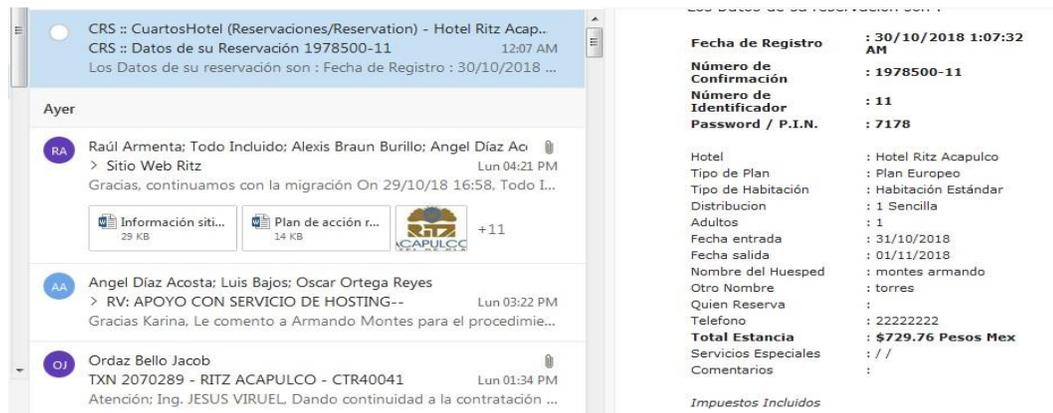 CRS :: CuartosHotel (Reservaciones/Reservation) - Hotel Ritz Acap...
CRS :: Datos de su Reservación 1978500-11 12:07 AM
Los Datos de su reservación son : Fecha de Registro : 30/10/2018 ...
Ayer
RA
Raúl Armenta; Todo Incluido; Alexis Braun Burillo; Angel Díaz Aco
> Sitio Web Ritz Lun 04:21 PM
Gracias, continuamos con la migración On 29/10/18 16:58, Todo I...
Información siti...
29 KB
Plan de acción r...
14 KB
RITZ
ACAPULCO
+11
AA
Angel Díaz Acosta; Luis Bajos; Oscar Ortega Reyes
> RV: APOYO CON SERVICIO DE HOSTING-- Lun 03:22 PM
Gracias Karina, Le comento a Armando Montes para el procedimie...
OJ
Ordaz Bello Jacob
TXN 2070289 - RITZ ACAPULCO - CTR40041 Lun 01:34 PM
Atención; Ing. JESUS VIRUEL, Dando continuidad a la contratación ...
Los Datos de su reservación son :
Fecha de Registro : 30/10/2018 1:07:32
AM
Número de
Confirmación : 1978500-11
Número de
Identificador : 11
Password / P.I.N. : 7178
Hotel : Hotel Ritz Acapulco
Tipo de Plan : Plan Europeo
Tipo de Habitación : Habitación Estándar
Distribucion : 1 Sencilla
Adultos : 1
Fecha entrada : 31/10/2018
Fecha salida : 01/11/2018
Nombre del Huesped : montes armando
Otro Nombre : torres
Quien Reserva :
Telefono : 22222222
Total Estancia : $729.76 Pesos Mex
Servicios Especiales : / /
Comentarios :
Impuestos Incluidos